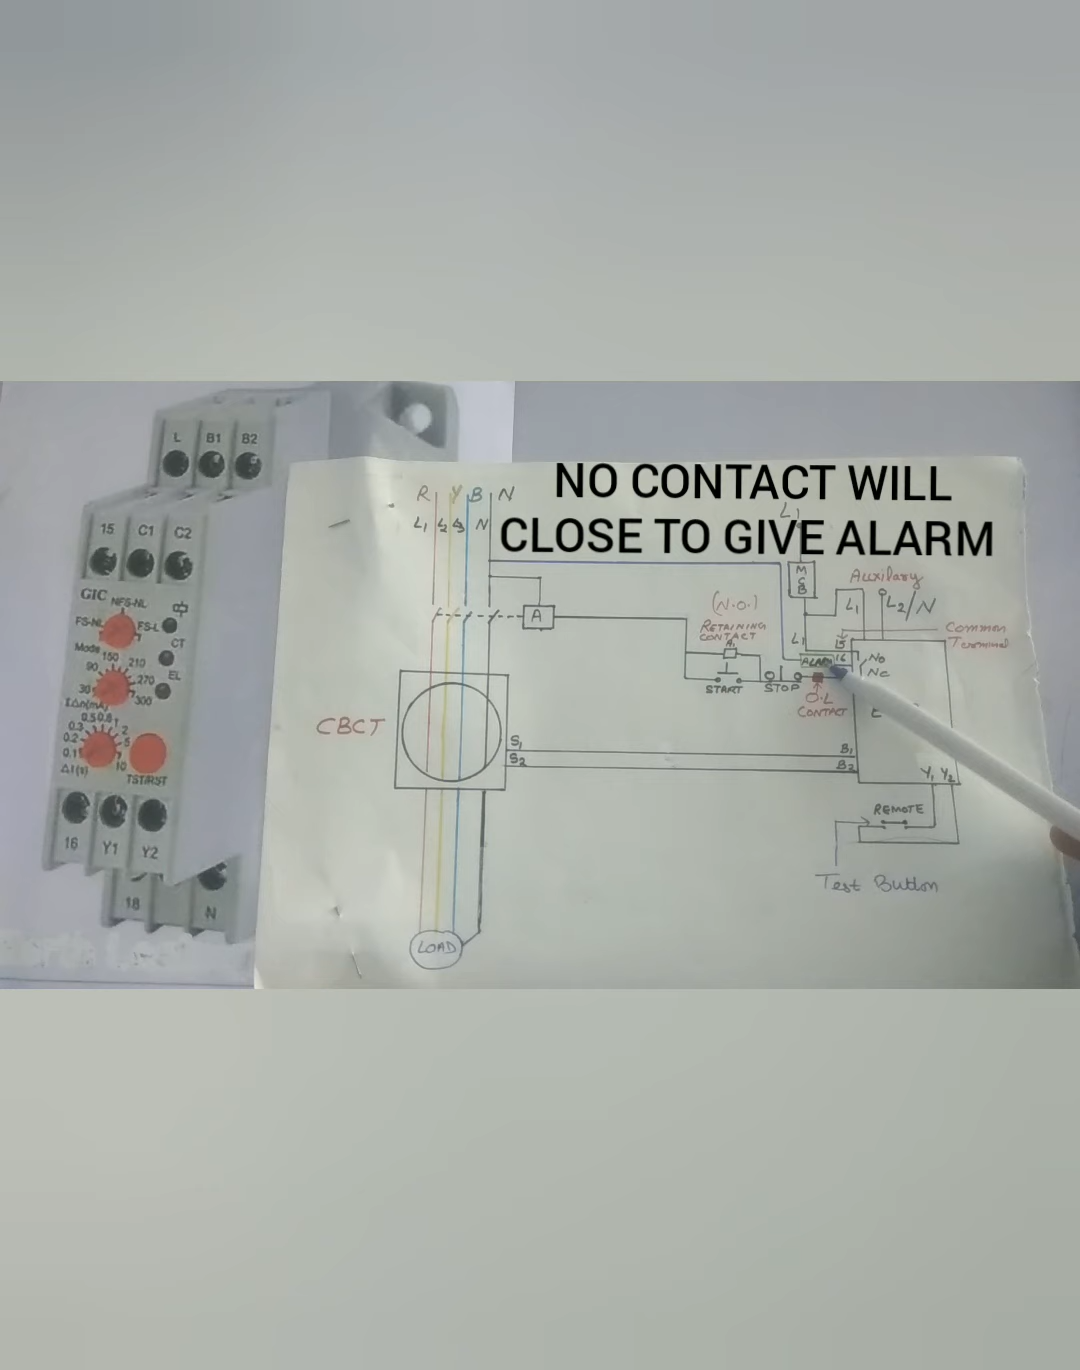 NO CONTACT WILL
CLOSE TO GIVE ALARM
L B1 B2
15 C1 C2
GIC
NFS-NL
FS-NL FS-L
CT
Mode
EL
30 90 150 210 270 300
IΔn(mA)
0.1 0.2 0.3 0.5 0.8 1 2 5 10
Δt(s)
TST/RST
16 Y1 Y2
18 N
R Y B N
L1 L2 L3 N
L1
MCB
Auxilary
L1 L2/N
A
(N.O.)
RETAINING
CONTACT
A1
L1
15
Common
Terminal
ALARM 16 No
Nc
START STOP
O.L
CONTACT
CBCT
S1 B1
S2 B2
Y1 Y2
REMOTE
Test Button
LOAD